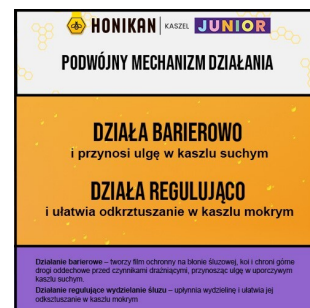 HONIKAN KASZEL JUNIOR
PODWÓJNY MECHANIZM DZIAŁANIA
DZIAŁA BARIEROWO
i przynosi ulgę w kaszlu suchym
DZIAŁA REGULUJĄCO
i ułatwia odkrztuszanie w kaszlu mokrym
Działanie barierowe – tworzy film ochronny na błonie śluzowej, koi i chroni górne
drogi oddechowe przed czynnikami drażniącymi, przynosząc ulgę w uporczywym
kaszlu suchym.
Działanie regulujące wydzielanie śluzu – upłynnia wydzielinę i ułatwia jej
odksztuszanie w kaszlu mokrym